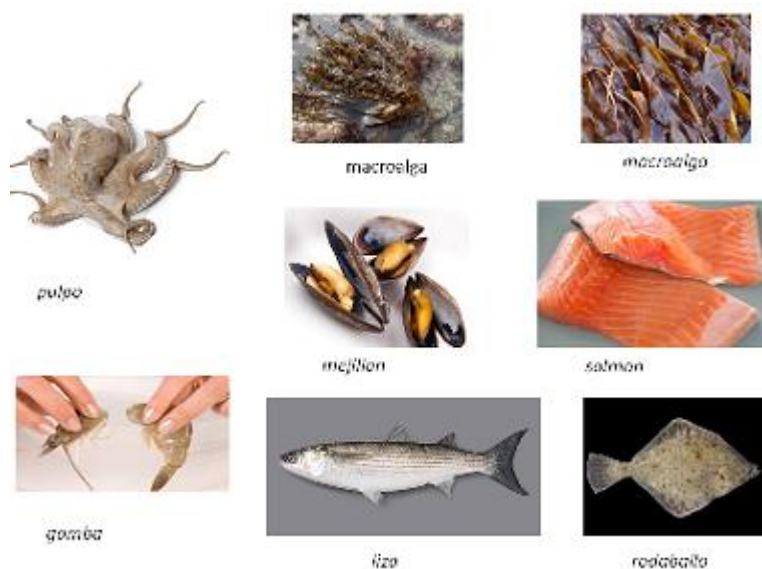 macroalga
macroalga
pulpo
mejillon
salmon
gamba
liza
rodaballo